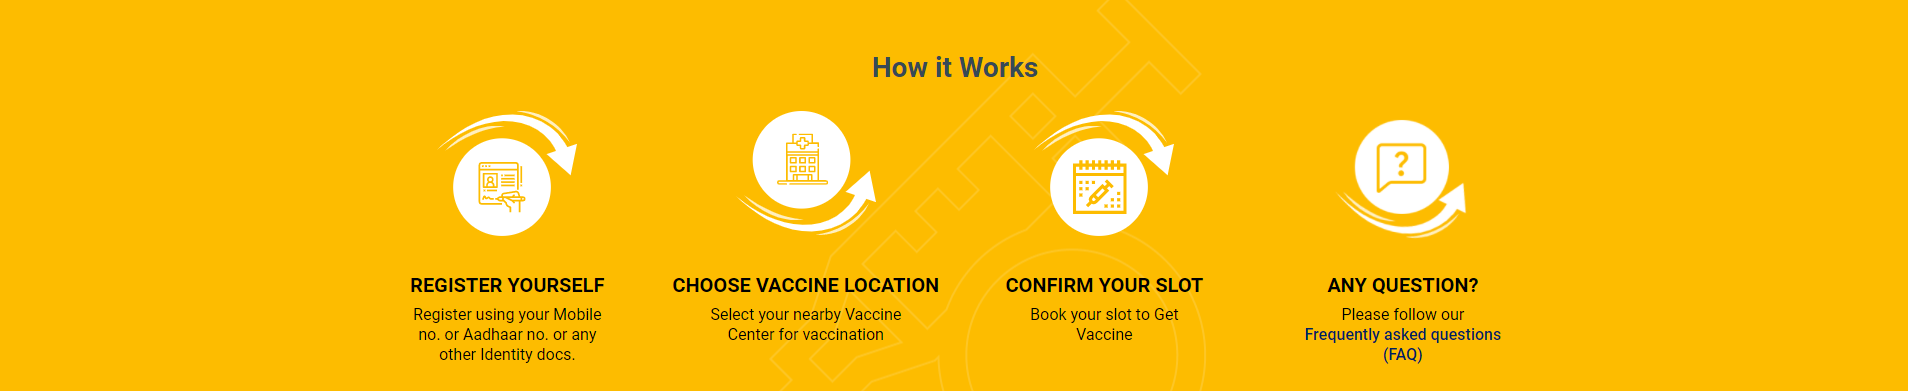 How it Works
REGISTER YOURSELF
Register using your Mobile
no. or Aadhaar no. or any
other Identity docs.
CHOOSE VACCINE LOCATION
Select your nearby Vaccine
Center for vaccination
CONFIRM YOUR SLOT
Book your slot to Get
Vaccine
ANY QUESTION?
Please follow our
Frequently asked questions
(FAQ)